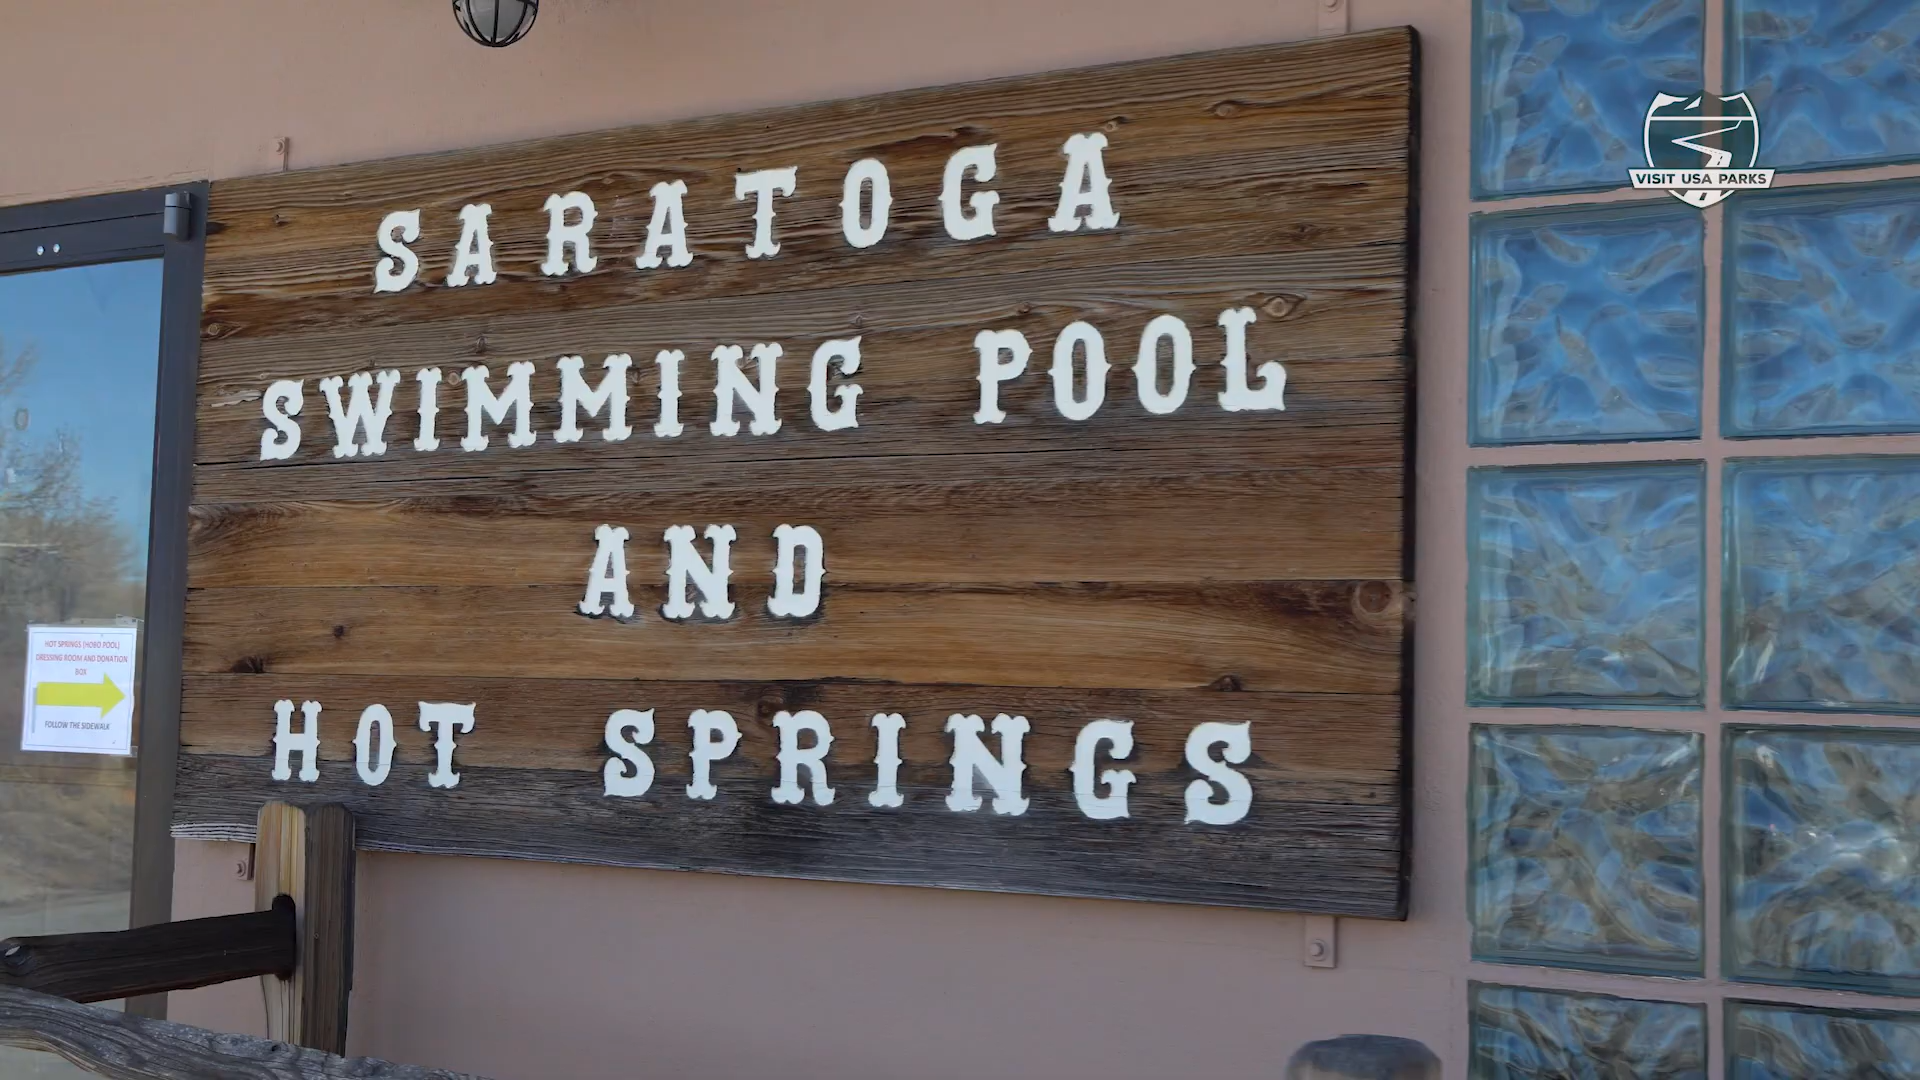 SARATOGA
SWIMMING POOL
AND
HOT SPRINGS
HOT SPRINGS (HOBO POOL)
DRESSING ROOM AND DONATION
BOX
FOLLOW THE SIDEWALK
VISIT USA PARKS